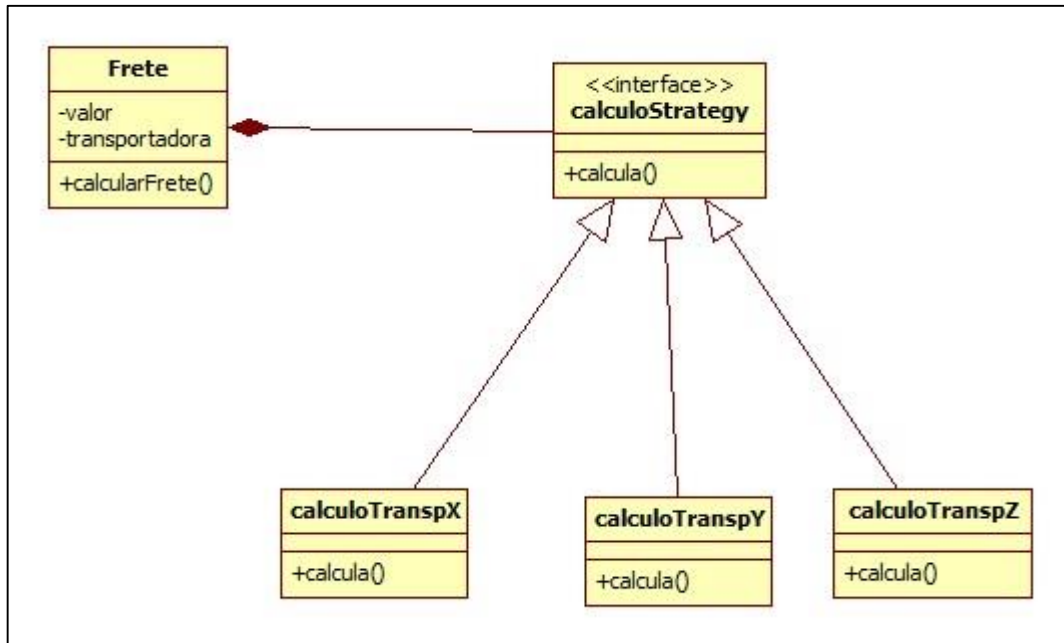 Frete
-valor
-transportadora
+calcularFrete()
<<interface>>
calculoStrategy
+calcula()
calculoTranspX
+calcula()
calculoTranspY
+calcula()
calculoTranspZ
+calcula()